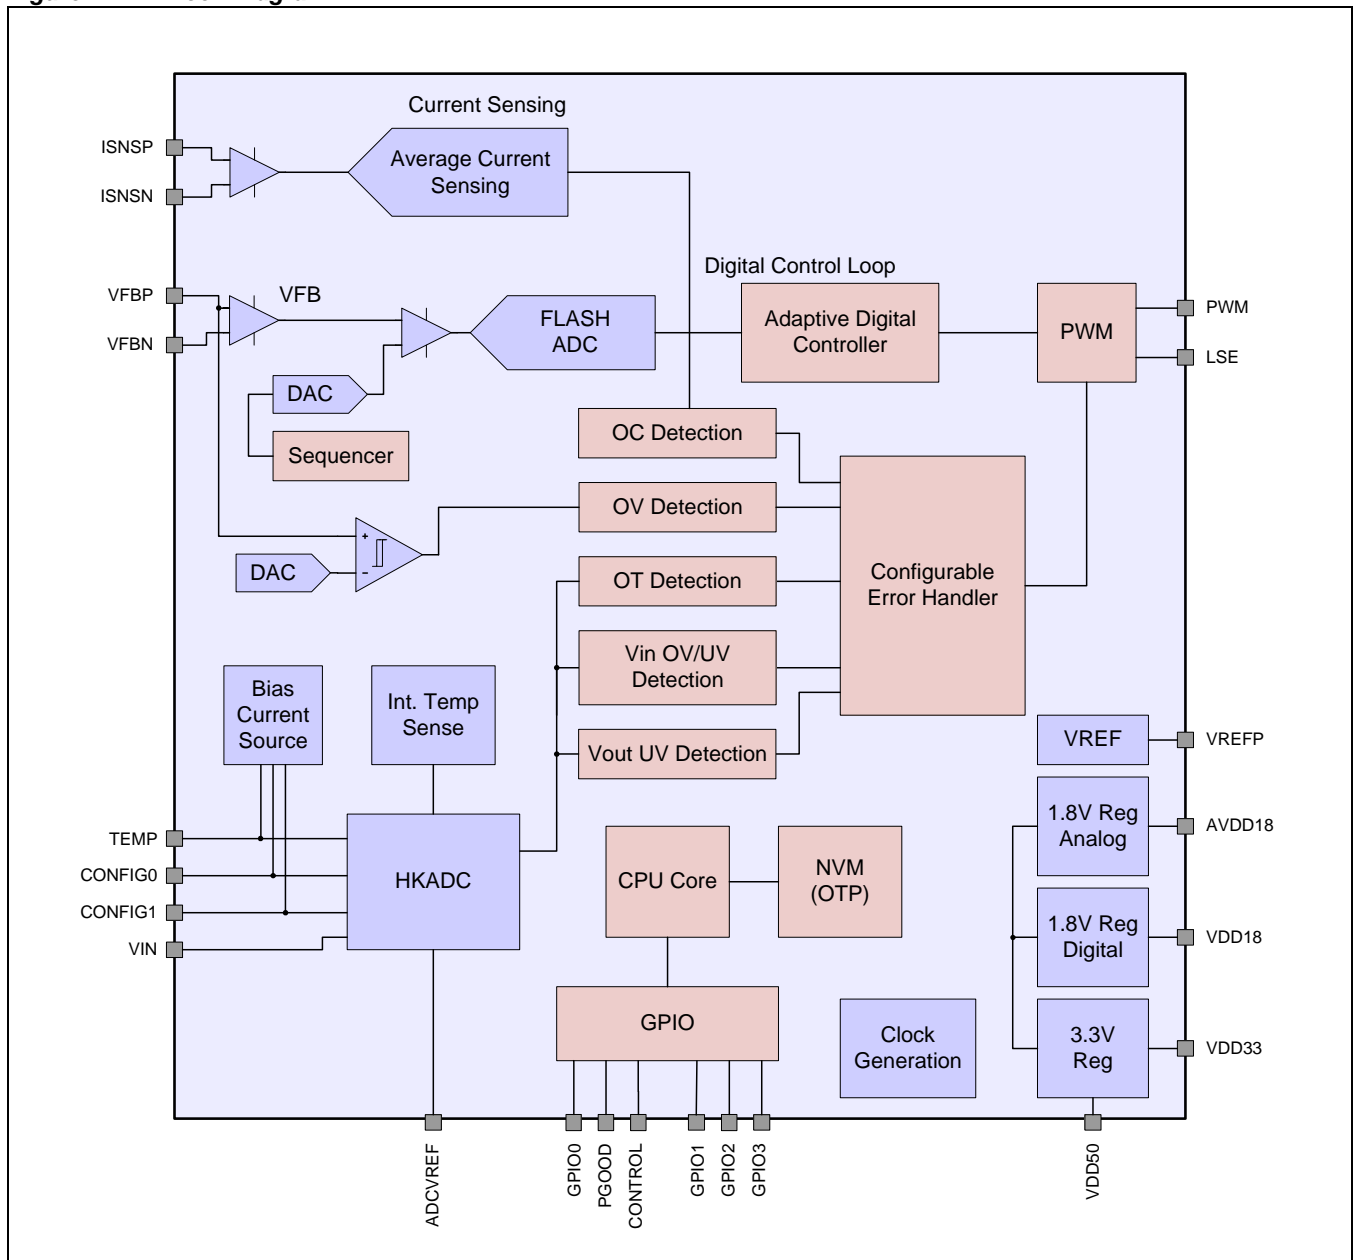 Current Sensing
ISNSP
Average Current
Sensing
ISNSN
Digital Control Loop
VFBP
VFB
FLASH
ADC
Adaptive Digital
Controller
PWM
PWM
VFBN
LSE
DAC
OC Detection
Sequencer
OV Detection
+
-
DAC
OT Detection
Configurable
Error Handler
Vin OV/UV
Detection
Bias
Current
Source
Int. Temp
Sense
Vout UV Detection
VREF
VREFP
1.8V Reg
Analog
AVDD18
TEMP
CONFIG0
HKADC
CPU Core
NVM
(OTP)
CONFIG1
1.8V Reg
Digital
VDD18
VIN
GPIO
Clock
Generation
3.3V
Reg
VDD33
ADCVREF
GPIO0
PGOOD
CONTROL
GPIO1
GPIO2
GPIO3
VDD50